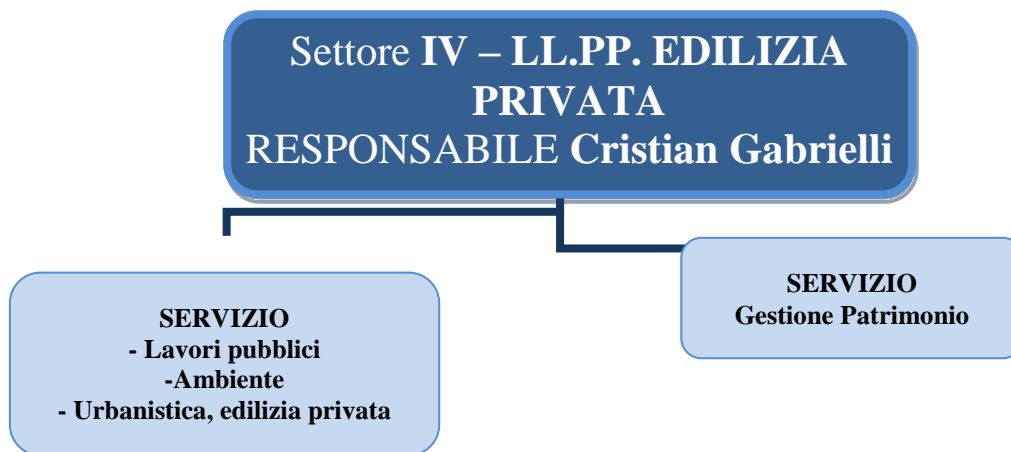 Settore IV – LL.PP. EDILIZIA
PRIVATA
RESPONSABILE Cristian Gabrielli
SERVIZIO
- Lavori pubblici
-Ambiente
- Urbanistica, edilizia privata
SERVIZIO
Gestione Patrimonio